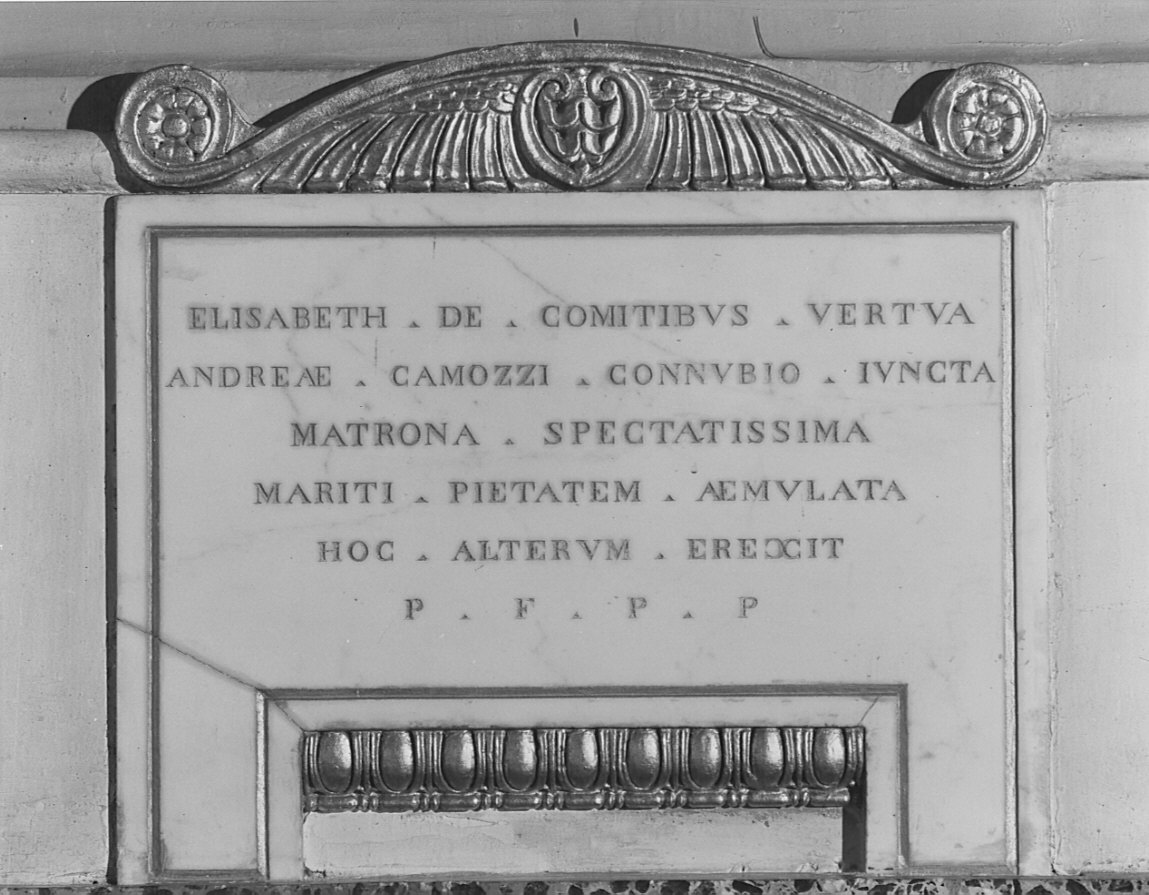 ELISABETH . DE . COMITIBVS . VERTVA
ANDREÆ . CAMOZZI . CONNVBIO . IVNCTA
MATRONA . SPECTATISSIMA
MARITI . PIETATEM . ÆMVLATA
HOC . ALTERVM . EREXIT
P . F . P . P